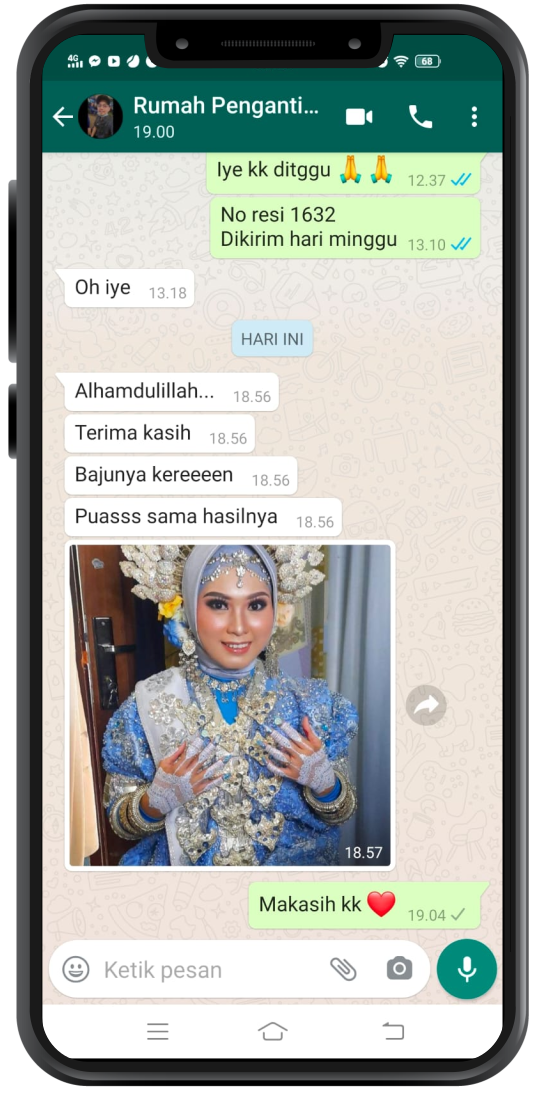 4G 68
Rumah Penganti...
19.00
Iye kk ditggu 🙏 🙏 12.37
No resi 1632
Dikirim hari minggu 13.10
Oh iye 13.18
HARI INI
Alhamdulillah... 18.56
Terima kasih 18.56
Bajunya kereeeen 18.56
Puasss sama hasilnya 18.56
18.57
Makasih kk ❤️ 19.04
Ketik pesan